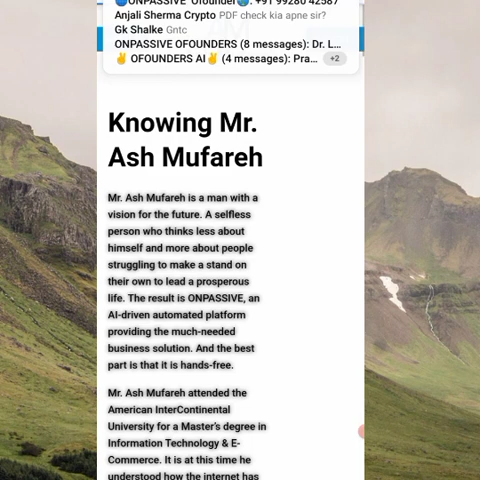 ONPASSIVE Ofounder
Anjali Sherma Crypto PDF check kia apne sir?
Gk Shalke Gntc
ONPASSIVE OFOUNDERS (8 messages): Dr. L...
✌ OFOUNDERS AI✌ (4 messages): Pra... +2
Knowing Mr.
Ash Mufareh
Mr. Ash Mufareh is a man with a
vision for the future. A selfless
person who thinks less about
himself and more about people
struggling to make a stand on
their own to lead a prosperous
life. The result is ONPASSIVE, an
AI-driven automated platform
providing the much-needed
business solution. And the best
part is that it is hands-free.
Mr. Ash Mufareh attended the
American InterContinental
University for a Master's degree in
Information Technology & E-
Commerce. It is at this time he
understood how the internet has